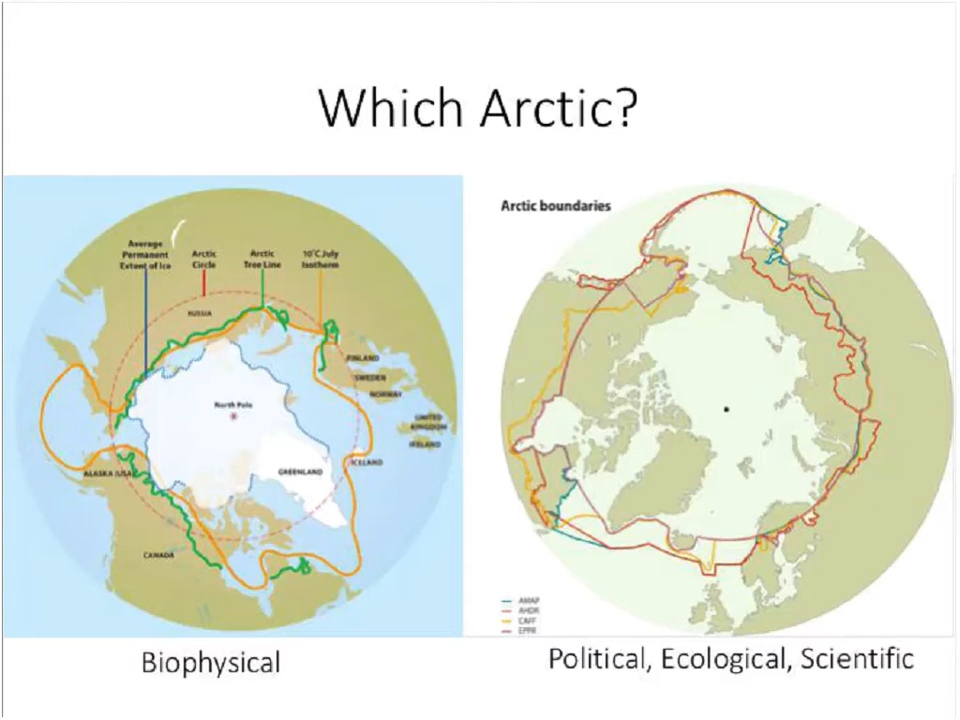 Which Arctic?
Average
Permanent
Extent of Ice
Arctic
Circle
Arctic
Tree Line
10°C July
Isotherm
RUSSIA
FINLAND
SWEDEN
NORWAY
UNITED
KINGDOM
IRELAND
North Pole
ICELAND
GREENLAND
ALASKA (USA)
CANADA
Biophysical
Arctic boundaries
AMAP
AHDR
CAFF
EPPR
Political, Ecological, Scientific